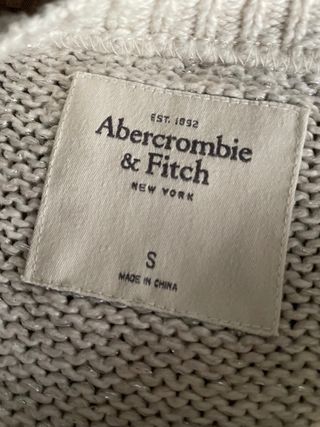 EST. 1892
Abercrombie
& Fitch
NEW YORK
S
MADE IN CHINA